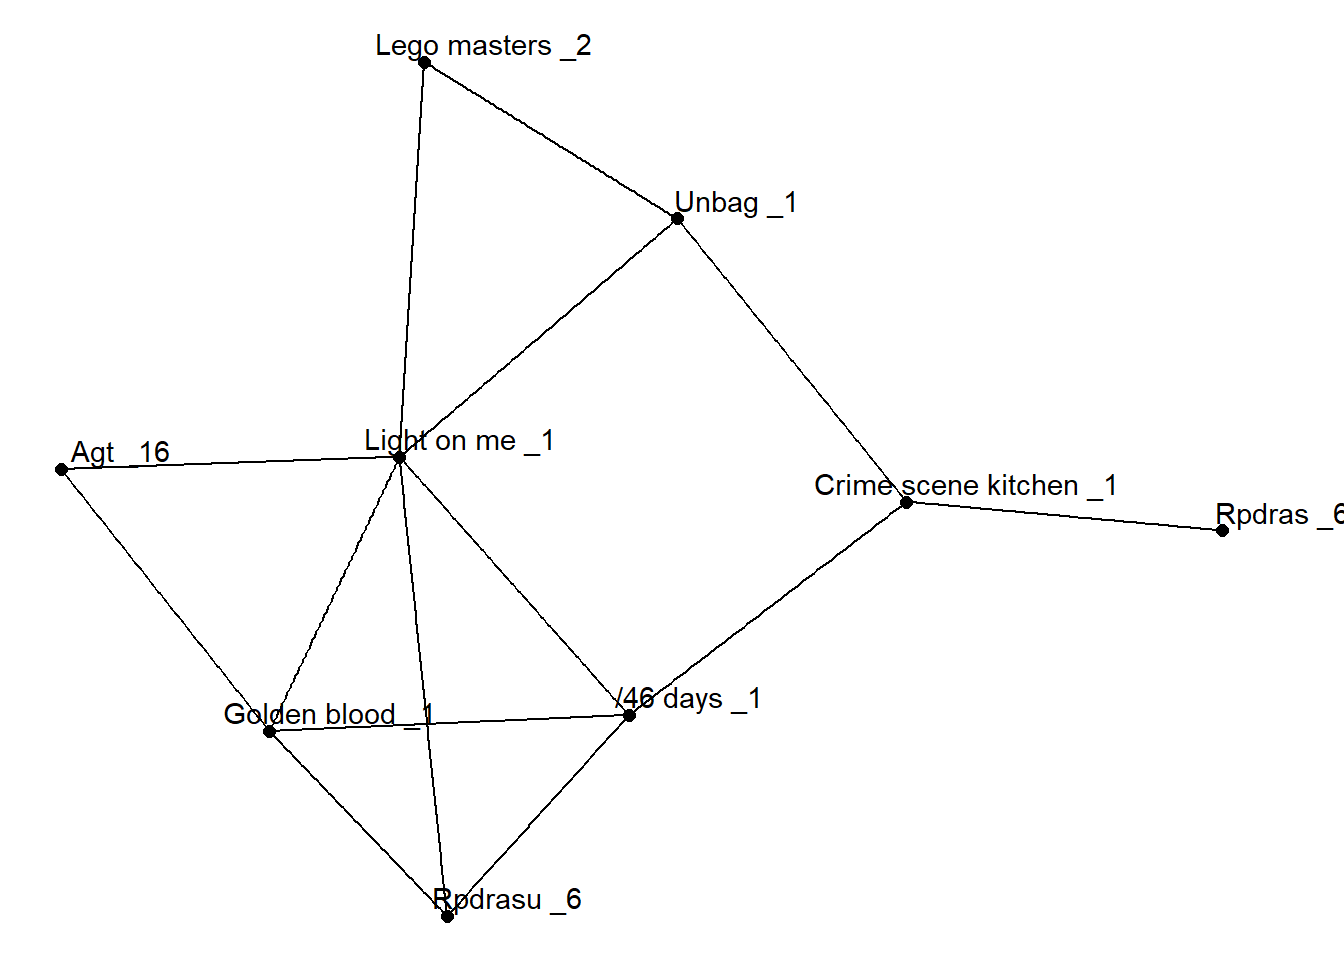 Lego masters _2
Unbag _1
Light on me _1
Agt _16
Crime scene kitchen _1
Rpdras _6
/46 days _1
Golden blood _1
Rpdrasu _6